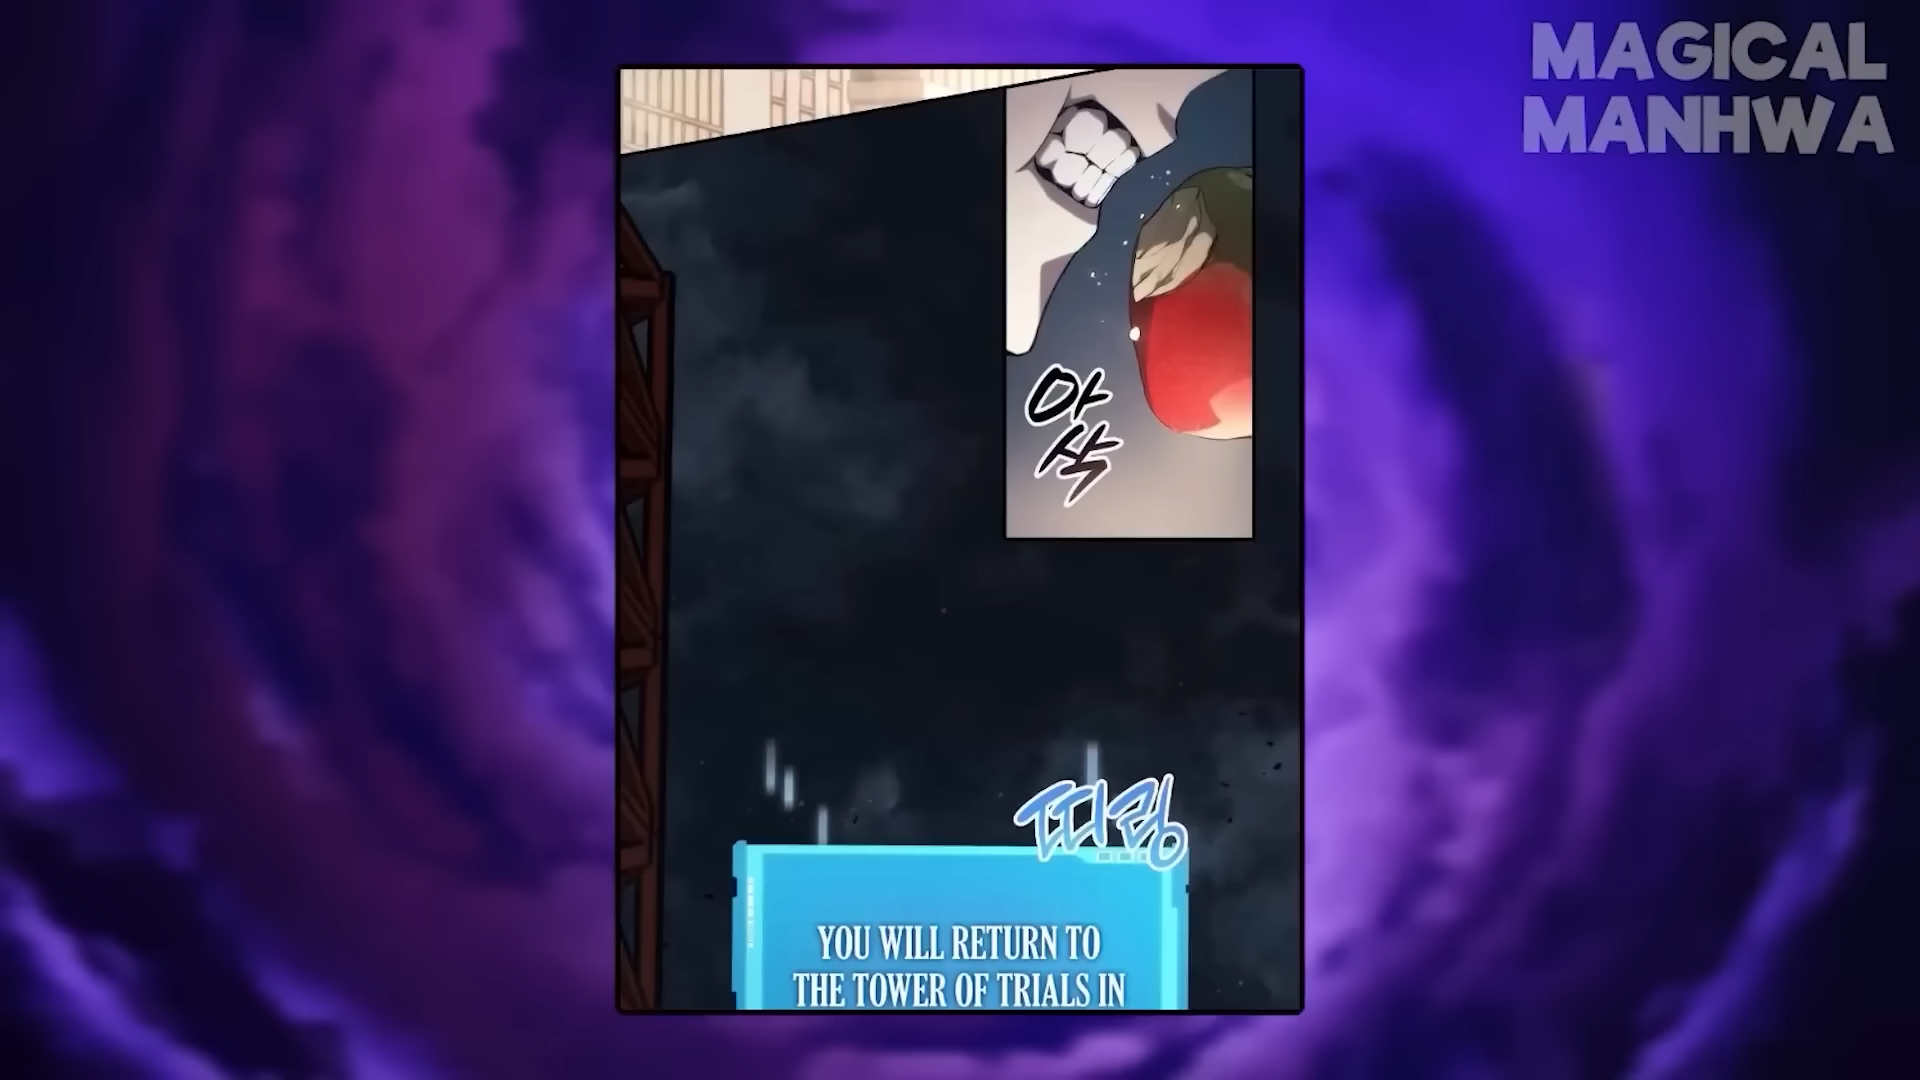 MAGICAL
MANHWA
아
삭
띠링
YOU WILL RETURN TO
THE TOWER OF TRIALS IN